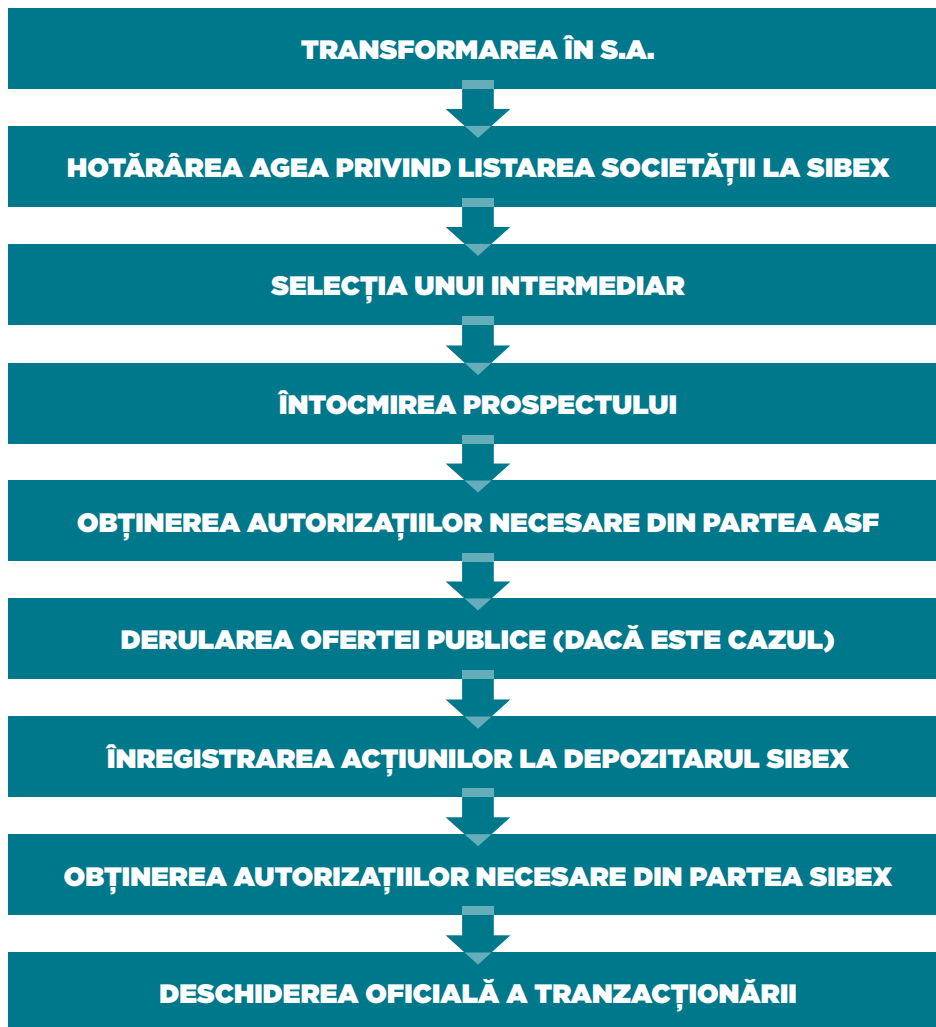 TRANSFORMAREA ÎN S.A.
HOTĂRÂREA AGEA PRIVIND LISTAREA SOCIETĂȚII LA SIBEX
SELECȚIA UNUI INTERMEDIAR
ÎNTOCMIREA PROSPECTULUI
OBȚINEREA AUTORIZAȚIILOR NECESARE DIN PARTEA ASF
DERULAREA OFERTEI PUBLICE (DACĂ ESTE CAZUL)
ÎNREGISTRAREA ACȚIUNILOR LA DEPOZITARUL SIBEX
OBȚINEREA AUTORIZAȚIILOR NECESARE DIN PARTEA SIBEX
DESCHIDEREA OFICIALĂ A TRANZACȚIONĂRII